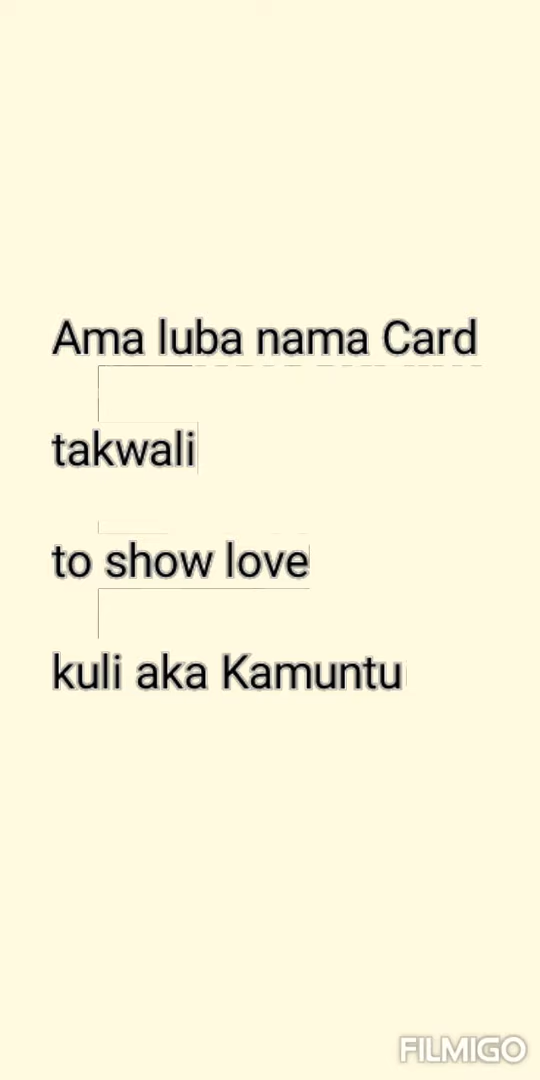 Ama luba nama Card
takwali
to show love
kuli aka Kamuntu
FILMIGO